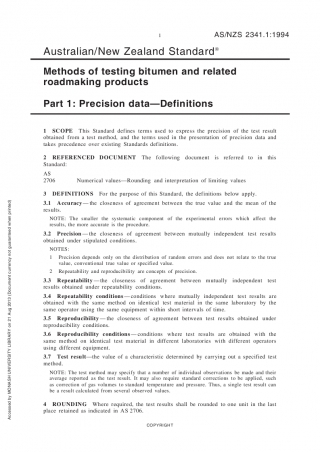 1
AS/NZS 2341.1:1994
Australian/New Zealand Standard®
Methods of testing bitumen and related
roadmaking products
Part 1: Precision data—Definitions
1 SCOPE This Standard defines terms used to express the precision of the test result
obtained from a test method, and the terms used in the presentation of precision data and
takes precedence over existing Standards definitions.
2 REFERENCED DOCUMENT The following document is referred to in this
Standard:
AS
2706 Numerical values—Rounding and interpretation of limiting values
3 DEFINITIONS For the purpose of this Standard, the definitions below apply.
3.1 Accuracy—the closeness of agreement between the true value and the mean of the
results.
NOTE: The smaller the systematic component of the experimental errors which affect the
results, the more accurate is the procedure.
3.2 Precision—the closeness of agreement between mutually independent test results
obtained under stipulated conditions.
NOTES:
1 Precision depends only on the distribution of random errors and does not relate to the true
value, conventional true value or specified value.
2 Repeatability and reproducibility are concepts of precision.
3.3 Repeatability—the closeness of agreement between mutually independent test
results obtained under repeatability conditions.
3.4 Repeatability conditions—conditions where mutually independent test results are
obtained with the same method on identical test material in the same laboratory by the
same operator using the same equipment within short intervals of time.
3.5 Reproducibility—the closeness of agreement between test results obtained under
reproducibility conditions.
3.6 Reproducibility conditions—conditions where test results are obtained with the
same method on identical test material in different laboratories with different operators
using different equipment.
3.7 Test result—the value of a characteristic determined by carrying out a specified test
method.
NOTE: The test method may specify that a number of individual observations be made and their
average reported as the test result. It may also require standard corrections to be applied, such
as correction of gas volumes to standard temperature and pressure. Thus, a single test result can
be a result calculated from several observed values.
4 ROUNDING Where required, the test results shall be rounded to one unit in the last
place retained as indicated in AS 2706.
COPYRIGHT
Accessed by MONASH UNIVERSITY LIBRARY on 21 Aug 2013 (Document currency not guaranteed when printed)